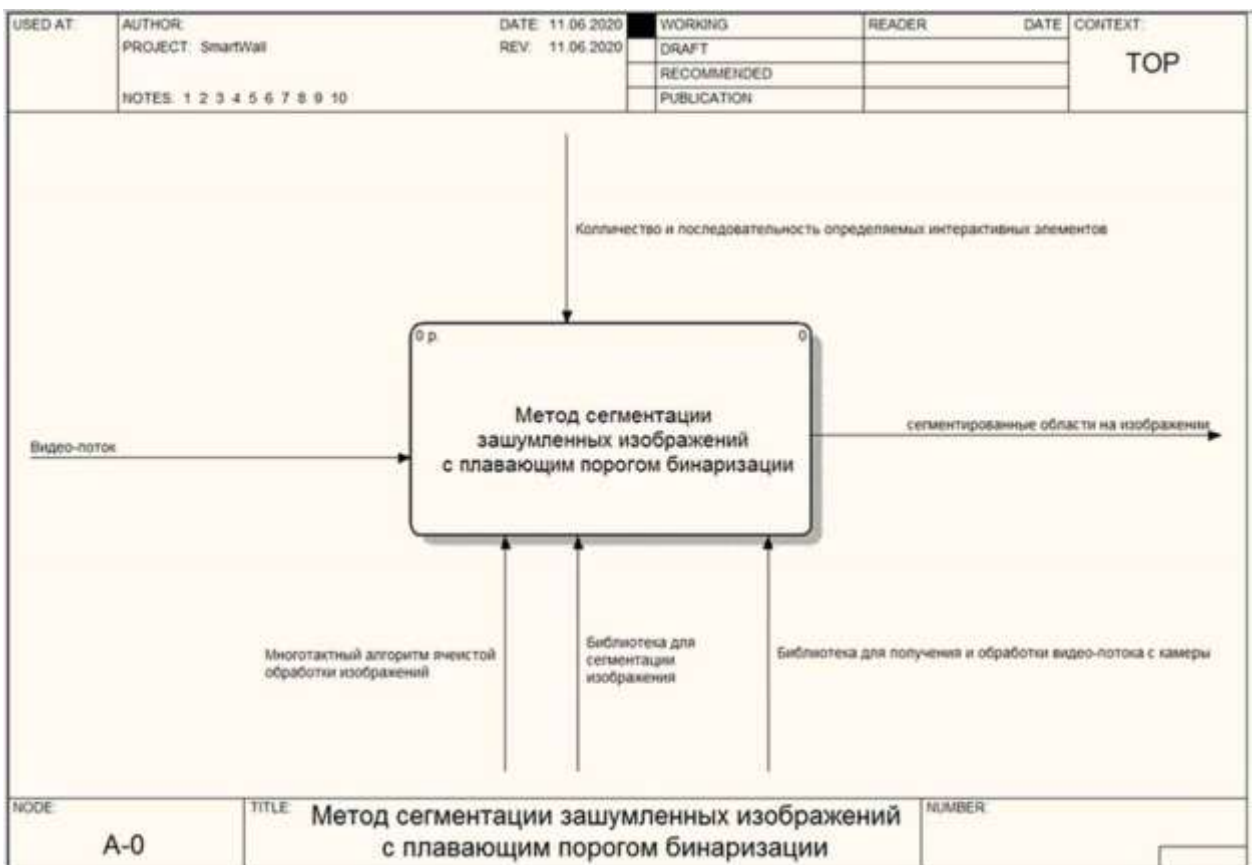 USED AT: AUTHOR: DATE: 11.06.2020 WORKING READER DATE CONTEXT:
PROJECT: SmartWall REV: 11.06.2020 DRAFT
TOP
RECOMMENDED
NOTES: 1 2 3 4 5 6 7 8 9 10 PUBLICATION
Колличество и последовательность определяемых интерактивных элементов
0 р. 0
Метод сегментации
зашумленных изображений
с плавающим порогом бинаризации
Видео-поток
сегментированные области на изображении
Многотактный алгоритм ячеистой
обработки изображений
Библиотека для
сегментации
изображения
Библиотека для получения и обработки видео-потока с камеры
NODE: TITLE: NUMBER:
A-0
Метод сегментации зашумленных изображений
с плавающим порогом бинаризации